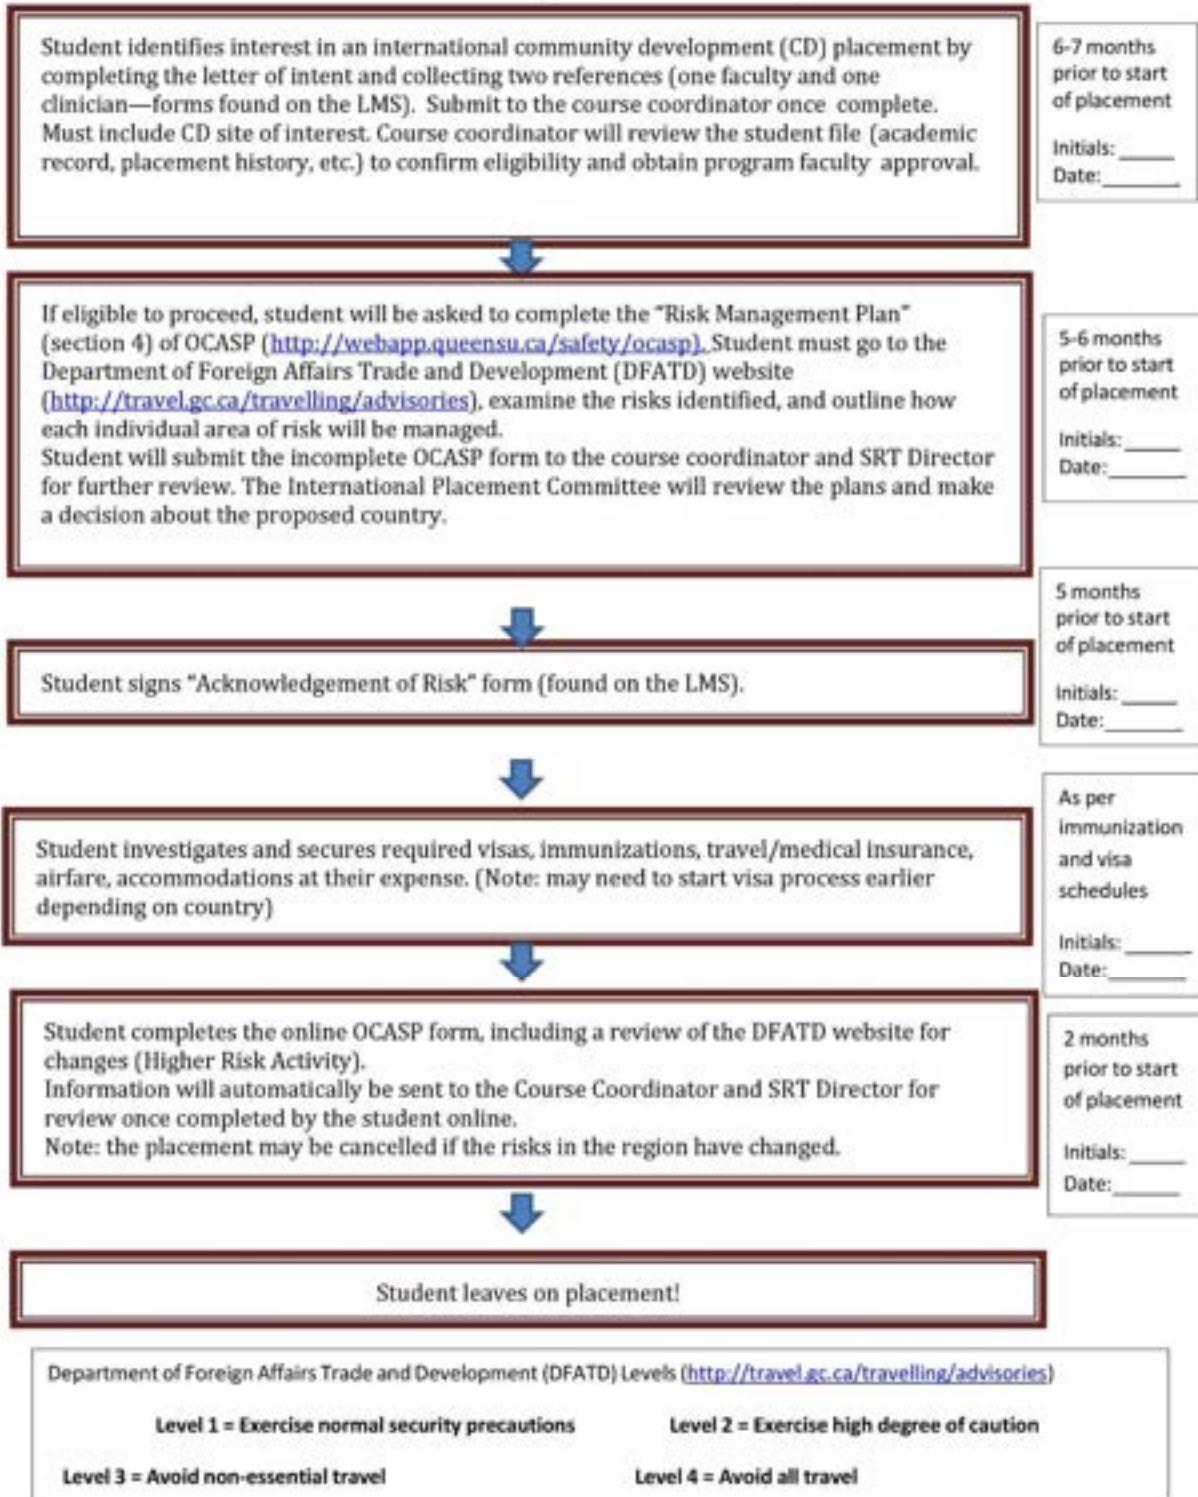 Student identifies interest in an international community development (CD) placement by
completing the letter of intent and collecting two references (one faculty and one
clinician—forms found on the LMS). Submit to the course coordinator once complete.
Must include CD site of interest. Course coordinator will review the student file (academic
record, placement history, etc.) to confirm eligibility and obtain program faculty approval.
6-7 months
prior to start
of placement
Initials: _____
Date:_______
If eligible to proceed, student will be asked to complete the "Risk Management Plan"
(section 4) of OCASP (http://webapp.queensu.ca/safety/ocasp). Student must go to the
Department of Foreign Affairs Trade and Development (DFATD) website
(http://travel.gc.ca/travelling/advisories), examine the risks identified, and outline how
each individual area of risk will be managed.
Student will submit the incomplete OCASP form to the course coordinator and SRT Director
for further review. The International Placement Committee will review the plans and make
a decision about the proposed country.
5-6 months
prior to start
of placement
Initials: _____
Date:_______
Student signs "Acknowledgement of Risk" form (found on the LMS).
5 months
prior to start
of placement
Initials: _____
Date:_______
Student investigates and secures required visas, immunizations, travel/medical insurance,
airfare, accommodations at their expense. (Note: may need to start visa process earlier
depending on country)
As per
immunization
and visa
schedules
Initials: ______
Date:_______
Student completes the online OCASP form, including a review of the DFATD website for
changes (Higher Risk Activity).
Information will automatically be sent to the Course Coordinator and SRT Director for
review once completed by the student online.
Note: the placement may be cancelled if the risks in the region have changed.
2 months
prior to start
of placement
Initials: _____
Date:______
Student leaves on placement!
Department of Foreign Affairs Trade and Development (DFATD) Levels (http://travel.gc.ca/travelling/advisories)
Level 1 = Exercise normal security precautions Level 2 = Exercise high degree of caution
Level 3 = Avoid non-essential travel Level 4 = Avoid all travel